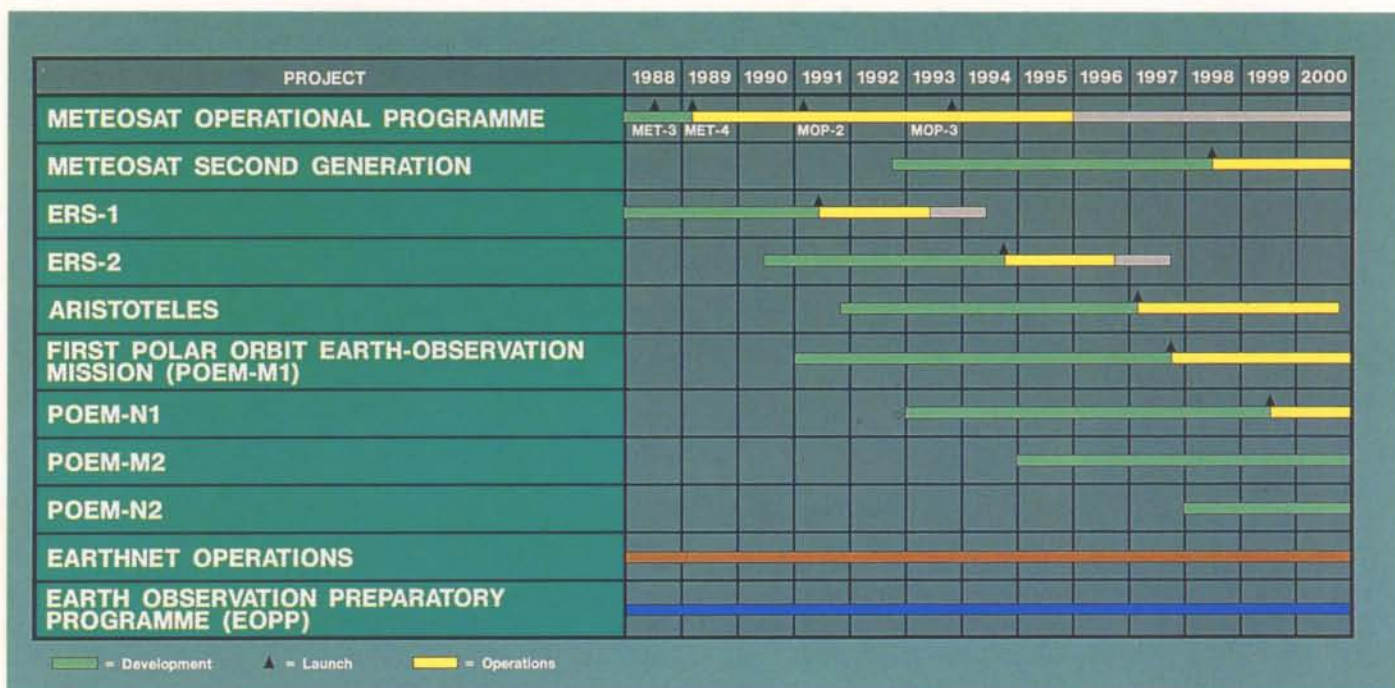 PROJECT 1988 1989 1990 1991 1992 1993 1994 1995 1996 1997 1998 1999 2000
METEOSAT OPERATIONAL PROGRAMME
MET-3 MET-4 MOP-2 MOP-3
METEOSAT SECOND GENERATION
ERS-1
ERS-2
ARISTOTELES
FIRST POLAR ORBIT EARTH-OBSERVATION
MISSION (POEM-M1)
POEM-N1
POEM-M2
POEM-N2
EARTHNET OPERATIONS
EARTH OBSERVATION PREPARATORY
PROGRAMME (EOPP)
= Development = Launch = Operations